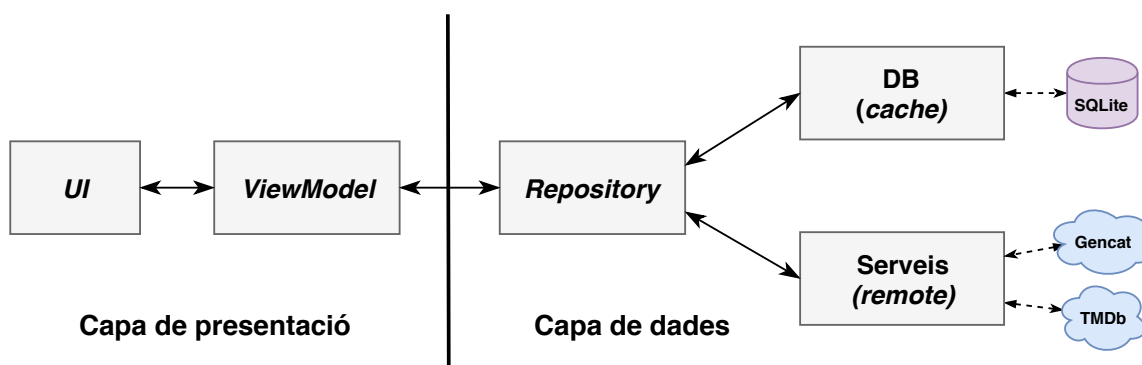 UI
ViewModel
Repository
DB
(cache)
SQLite
Serveis
(remote)
Gencat
TMDb
Capa de presentació
Capa de dades